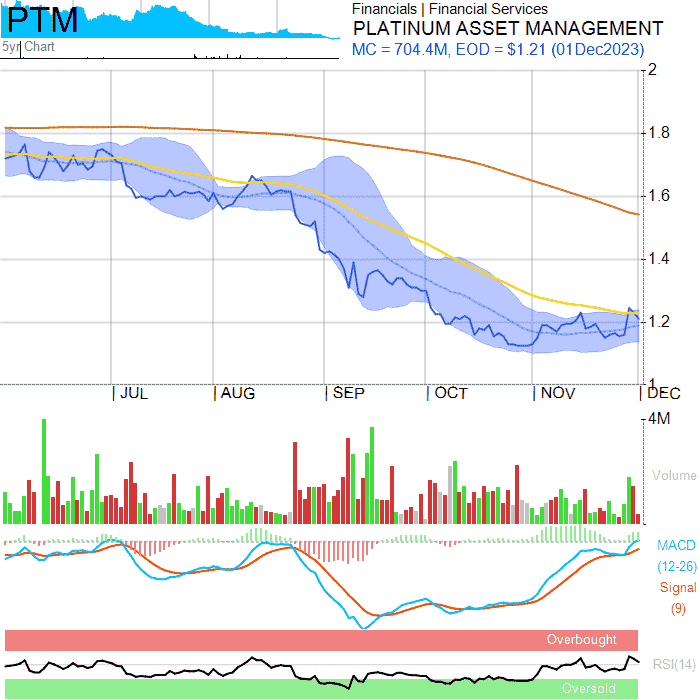 PTM
5yr Chart
Financials | Financial Services
PLATINUM ASSET MANAGEMENT
MC = 704.4M, EOD = $1.21 (01Dec2023)
2
1.8
1.6
1.4
1.2
1
JUL
AUG
SEP
OCT
NOV
DEC
4M
Volume
MACD
(12-26)
Signal
(9)
Overbought
RSI(14)
Oversold